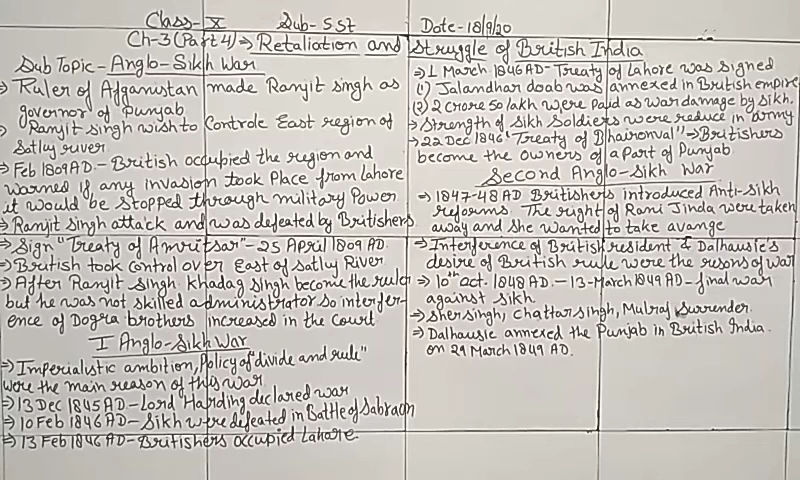 Class-X Sub-SSt Date-18/9/20
Ch-3(Part4)→Retaliation and Struggle of British India
Sub Topic-Anglo-Sikh War
⇒ Ruler of Afganistan made Ranjit singh as
governor of Punjab
⇒ Ranjit singh wish to Controle East region of
Satluj river
⇒ Feb 1809AD.-British occupied the region and
warned if any invasion took Place from Lahore
it would be stopped through military Power
⇒ Ranjit Singh attack and was defeated by Britishers
⇒ Sign "Treaty of Amritsar"-25 April 1809 AD.
⇒ British took Control over East of Satluj River
⇒ After Ranjit Singh khadag Singh become the ruler
but he was not skilled administrator so interfer-
ence of Dogra brothers increased in the Court
I Anglo-Sikh War
⇒ Imperialistic ambition, Policy of "divide and rule"
were the main reason of this war
⇒ 13 Dec 1845 AD-Lord Harding declared war
⇒ 10 Feb 1846 AD-Sikh were defeated in Battle of Sabraon
⇒ 13 Feb 1846 AD-Britishers occupied Lahore
⇒ 1 March 1846AD-Treaty of Lahore was signed
(1) Jalandhar doab was annexed in British empire
(2) 2 crore 50 lakh were Paid as war damage by Sikh.
⇒ Strength of Sikh Soldiers were reduce in army
⇒ 22 Dec 1846 "Treaty of Bhaironval"→Britishers
become the owners of a Part of Punjab
Second Anglo-Sikh War
⇒ 1847-48AD Britishers introduced Anti-Sikh
reforms. The right of Rani Jinda were taken
away and she wanted to take avange
⇒ Interference of British resident & Dalhausie's
desire of British rule were the resons of war
⇒ 10th oct. 1848 AD.-13-March 1849 AD-final war
against Sikh
⇒ Shersingh, Chattarsingh, Mulraj Surrender.
⇒ Dalhausie annexed the Punjab in British India.
on 29 March 1849 AD.